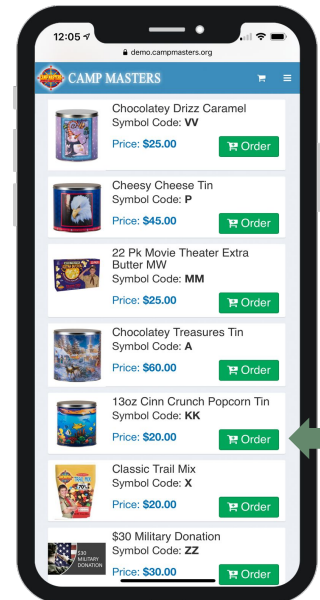 12:05
demo.campmasters.org
CAMP MASTERS
Chocolatey Drizz Caramel
Symbol Code: VV
Price: $25.00
Order
Cheesy Cheese Tin
Symbol Code: P
Price: $45.00
Order
22 Pk Movie Theater Extra
Butter MW
Symbol Code: MM
Price: $25.00
Order
Chocolatey Treasures Tin
Symbol Code: A
Price: $60.00
Order
13oz Cinn Crunch Popcorn Tin
Symbol Code: KK
Price: $20.00
Order
Classic Trail Mix
Symbol Code: X
TRAIL MIX
Price: $20.00
Order
$30 Military Donation
Symbol Code: ZZ
$30
MILITARY
DONATION
Price: $30.00
Order